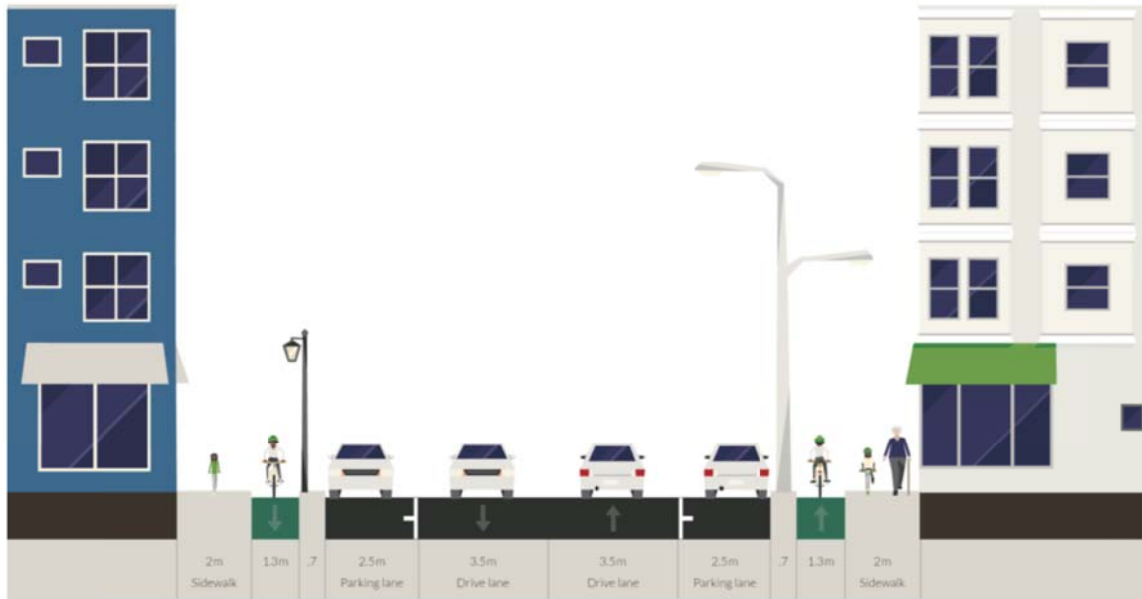 2m 1.3m .7 2.5m 3.5m 3.5m 2.5m .7 1.3m 2m
Sidewalk Parking lane Drive lane Drive lane Parking lane Sidewalk